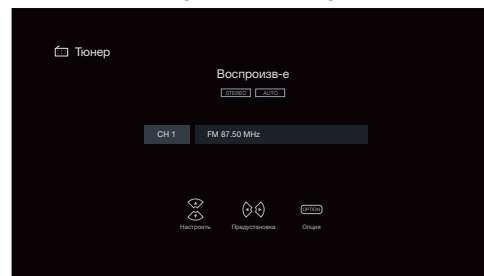 Тюнер
Воспроизв-е
STEREO AUTO
CH 1 FM 87.50 MHz
OPTION
Настроить Предустановка Опция